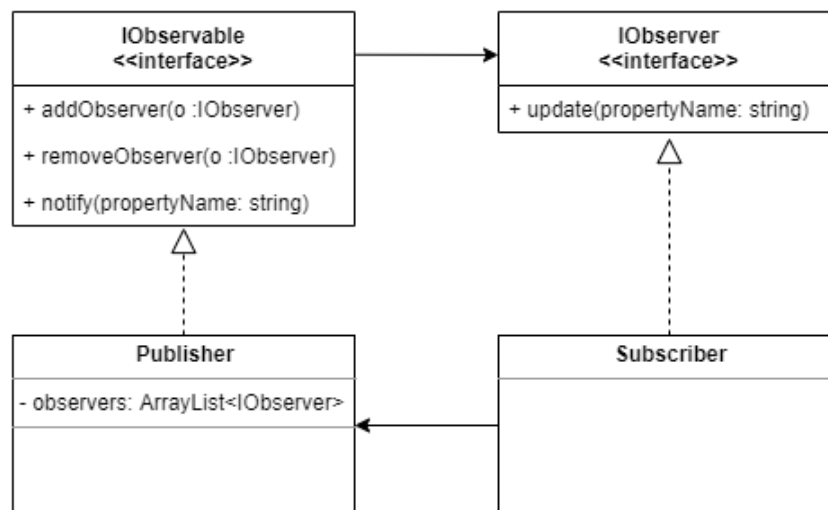 IObservable
<<interface>>
+ addObserver(o :IObserver)
+ removeObserver(o :IObserver)
+ notify(propertyName: string)
IObserver
<<interface>>
+ update(propertyName: string)
Publisher
- observers: ArrayList<IObserver>
Subscriber